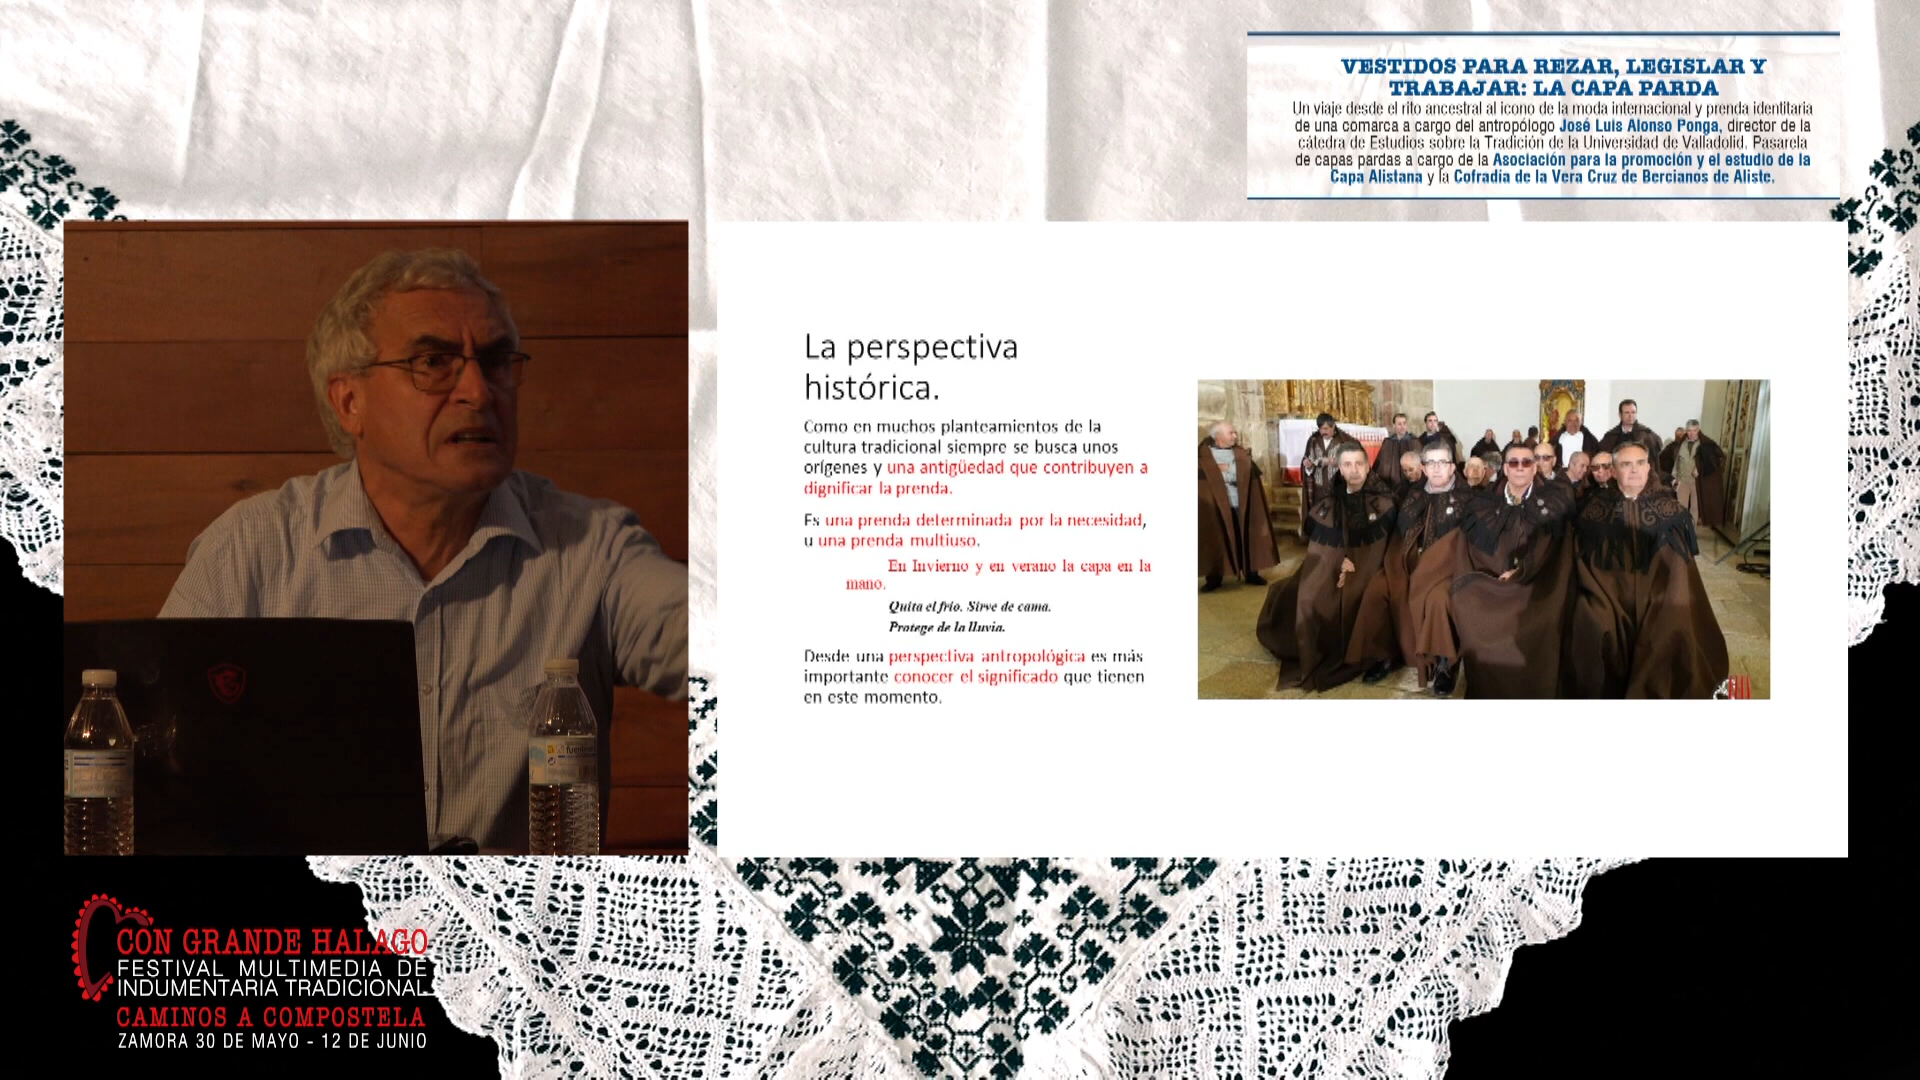 VESTIDOS PARA REZAR, LEGISLAR Y
TRABAJAR: LA CAPA PARDA
Un viaje desde el rito ancestral al icono de la moda internacional y prenda identitaria
de una comarca a cargo del antropólogo José Luis Alonso Ponga, director de la
cátedra de Estudios sobre la Tradición de la Universidad de Valladolid. Pasarela
de capas pardas a cargo de la Asociación para la promoción y el estudio de la
Capa Alistana y la Cofradía de la Vera Cruz de Bercianos de Aliste.
La perspectiva
histórica.
Como en muchos planteamientos de la
cultura tradicional siempre se busca unos
orígenes y una antigüedad que contribuyen a
dignificar la prenda.
Es una prenda determinada por la necesidad,
u una prenda multiuso.
En Invierno y en verano la capa en la
mano.
Quita el frio. Sirve de cama.
Protege de la lluvia.
Desde una perspectiva antropológica es más
importante conocer el significado que tienen
en este momento.
CON GRANDE HALAGO
FESTIVAL MULTIMEDIA DE
INDUMENTARIA TRADICIONAL
CAMINOS A COMPOSTELA
ZAMORA 30 DE MAYO - 12 DE JUNIO